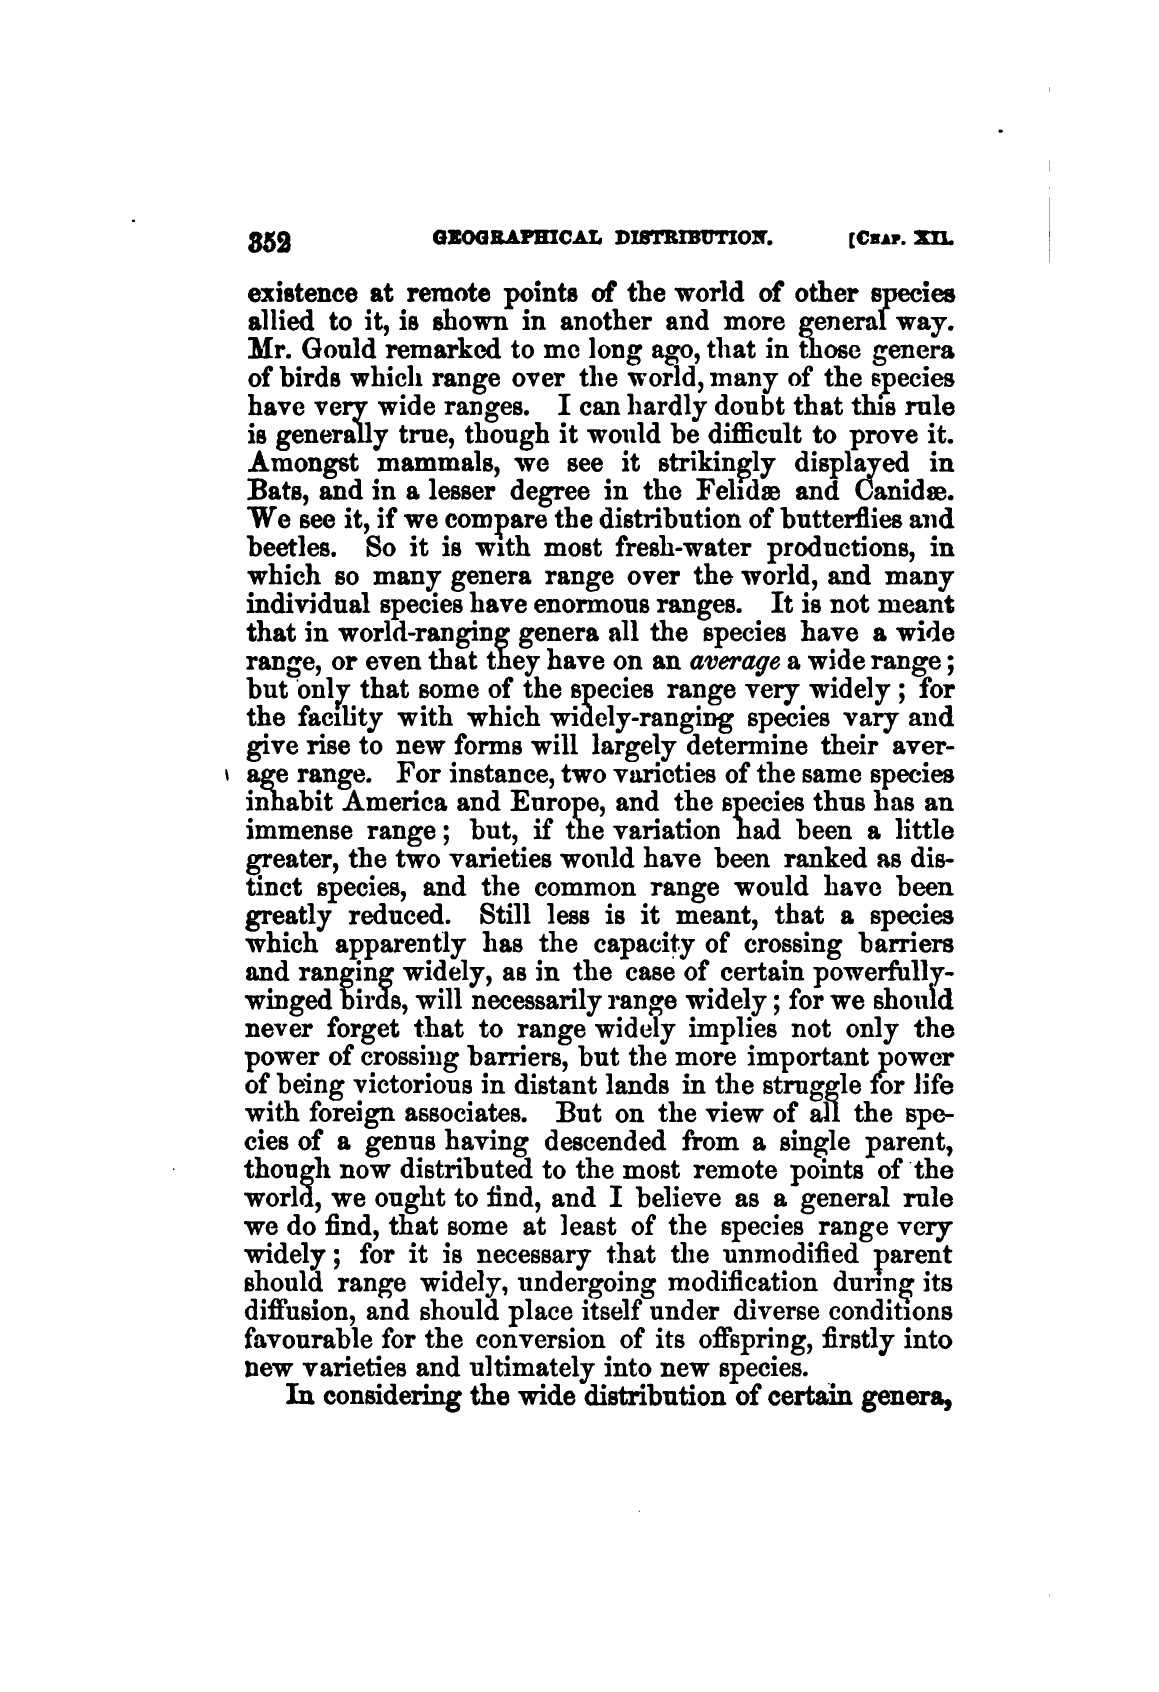 352 GEOGRAPHICAL DISTRIBUTION. [CHAP. XII.
existence at remote points of the world of other species
allied to it, is shown in another and more general way.
Mr. Gould remarked to me long ago, that in those genera
of birds which range over the world, many of the species
have very wide ranges. I can hardly doubt that this rule
is generally true, though it would be difficult to prove it.
Amongst mammals, we see it strikingly displayed in
Bats, and in a lesser degree in the Felidæ and Canidæ.
We see it, if we compare the distribution of butterflies and
beetles. So it is with most fresh-water productions, in
which so many genera range over the world, and many
individual species have enormous ranges. It is not meant
that in world-ranging genera all the species have a wide
range, or even that they have on an average a wide range;
but only that some of the species range very widely; for
the facility with which widely-ranging species vary and
give rise to new forms will largely determine their aver-
age range. For instance, two varieties of the same species
inhabit America and Europe, and the species thus has an
immense range; but, if the variation had been a little
greater, the two varieties would have been ranked as dis-
tinct species, and the common range would have been
greatly reduced. Still less is it meant, that a species
which apparently has the capacity of crossing barriers
and ranging widely, as in the case of certain powerfully-
winged birds, will necessarily range widely; for we should
never forget that to range widely implies not only the
power of crossing barriers, but the more important power
of being victorious in distant lands in the struggle for life
with foreign associates. But on the view of all the spe-
cies of a genus having descended from a single parent,
though now distributed to the most remote points of the
world, we ought to find, and I believe as a general rule
we do find, that some at least of the species range very
widely; for it is necessary that the unmodified parent
should range widely, undergoing modification during its
diffusion, and should place itself under diverse conditions
favourable for the conversion of its offspring, firstly into
new varieties and ultimately into new species.
In considering the wide distribution of certain genera,